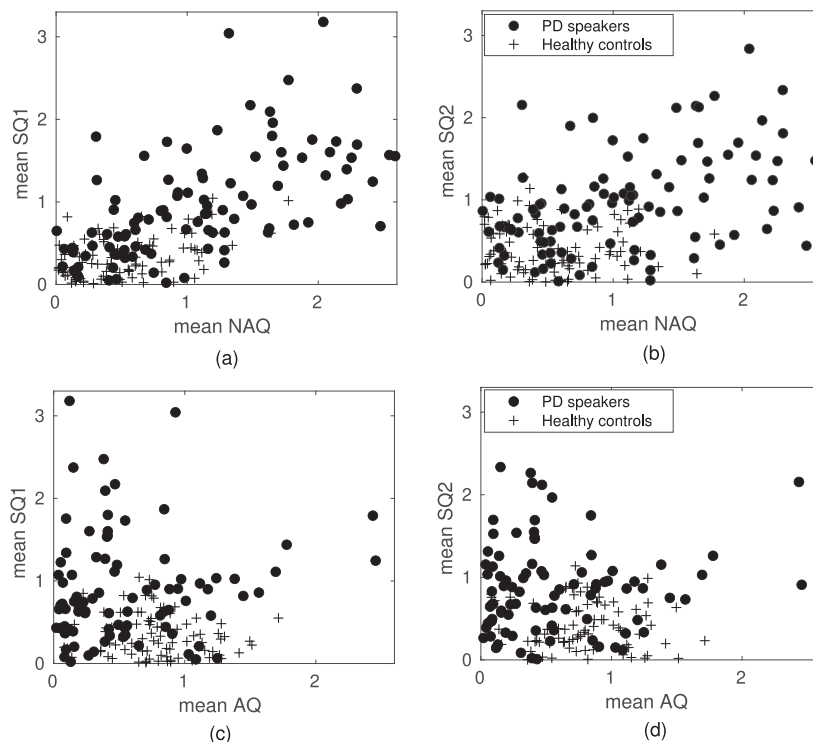 3
2
1
0
mean SQ1
0
1
2
mean NAQ
(a)
PD speakers
Healthy controls
3
2
1
0
mean SQ2
0
1
2
mean NAQ
(b)
3
2
1
0
mean SQ1
0
1
2
mean AQ
(c)
PD speakers
Healthy controls
3
2
1
0
mean SQ2
0
1
2
mean AQ
(d)